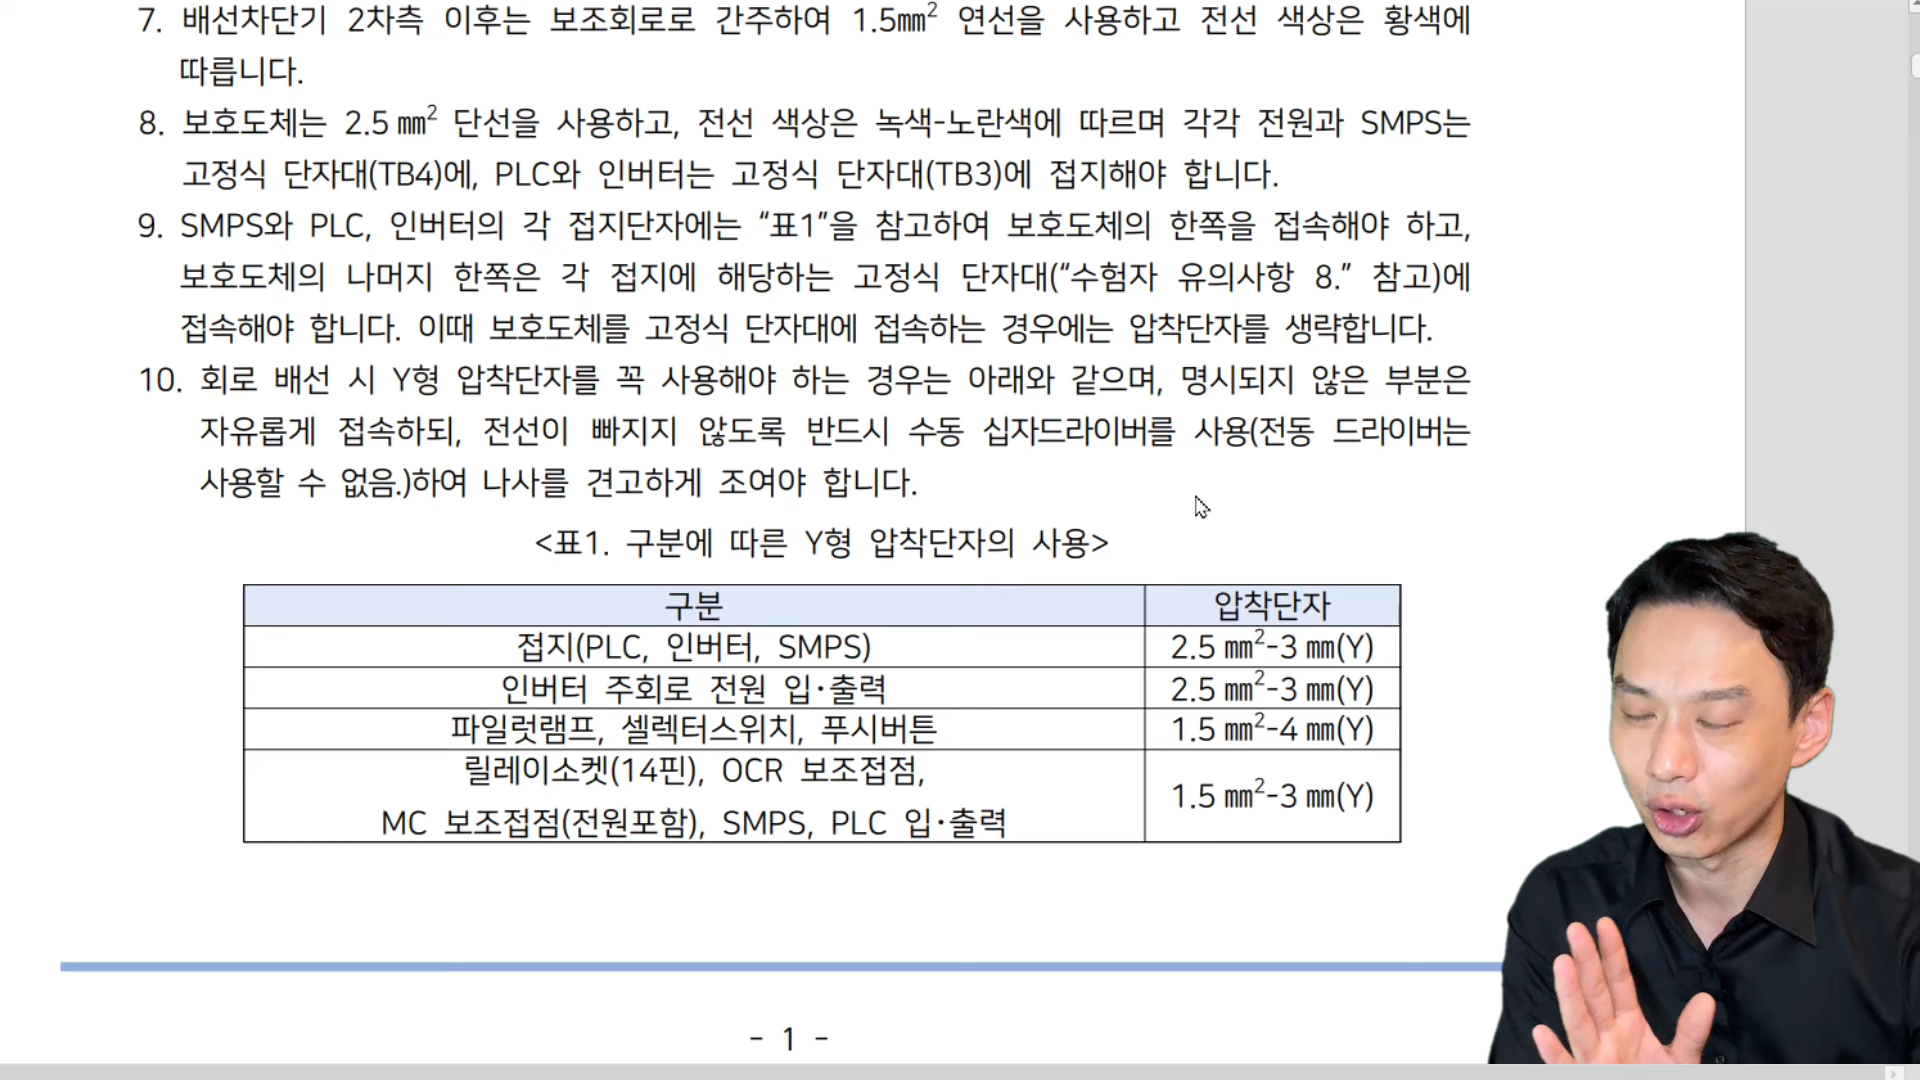 7. 배선차단기 2차측 이후는 보조회로로 간주하여 1.5㎟ 연선을 사용하고 전선 색상은 황색에
따릅니다.
8. 보호도체는 2.5 ㎟ 단선을 사용하고, 전선 색상은 녹색-노란색에 따르며 각각 전원과 SMPS는
고정식 단자대(TB4)에, PLC와 인버터는 고정식 단자대(TB3)에 접지해야 합니다.
9. SMPS와 PLC, 인버터의 각 접지단자에는 “표1”을 참고하여 보호도체의 한쪽을 접속해야 하고,
보호도체의 나머지 한쪽은 각 접지에 해당하는 고정식 단자대(“수험자 유의사항 8.” 참고)에
접속해야 합니다. 이때 보호도체를 고정식 단자대에 접속하는 경우에는 압착단자를 생략합니다.
10. 회로 배선 시 Y형 압착단자를 꼭 사용해야 하는 경우는 아래와 같으며, 명시되지 않은 부분은
자유롭게 접속하되, 전선이 빠지지 않도록 반드시 수동 십자드라이버를 사용(전동 드라이버는
사용할 수 없음.)하여 나사를 견고하게 조여야 합니다.
<표1. 구분에 따른 Y형 압착단자의 사용>
구분 압착단자
접지(PLC, 인버터, SMPS) 2.5 ㎟-3 ㎜(Y)
인버터 주회로 전원 입·출력 2.5 ㎟-3 ㎜(Y)
파일럿램프, 셀렉터스위치, 푸시버튼 1.5 ㎟-4 ㎜(Y)
릴레이소켓(14핀), OCR 보조접점,
MC 보조접점(전원포함), SMPS, PLC 입·출력 1.5 ㎟-3 ㎜(Y)
- 1 -